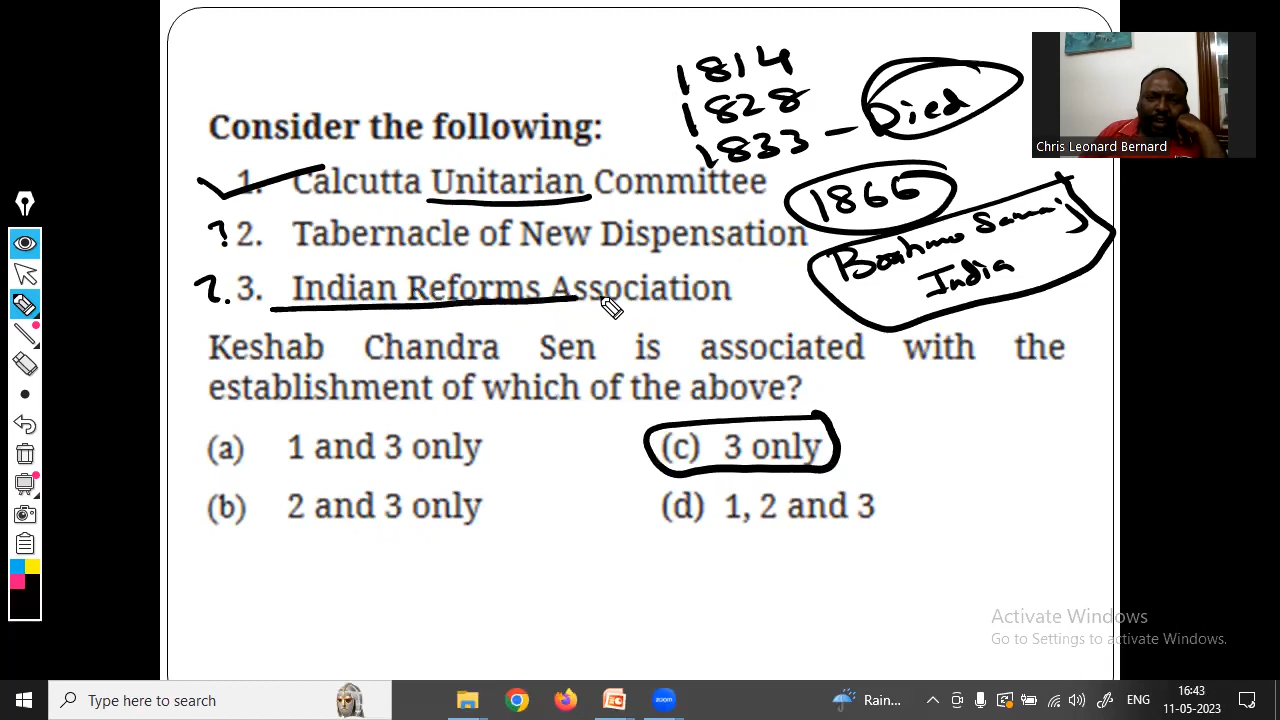 1814
1828
1833 - Died
Chris Leonard Bernard
Consider the following:
1. Calcutta Unitarian Committee
1866
? 2. Tabernacle of New Dispensation
Brahmo Samaj
India
?. 3. Indian Reforms Association
Keshab Chandra Sen is associated with the
establishment of which of the above?
(a) 1 and 3 only
(c) 3 only
(b) 2 and 3 only
(d) 1, 2 and 3
Activate Windows
Go to Settings to activate Windows.
Type here to search
Rain...
ENG
16:43
11-05-2023
zoom